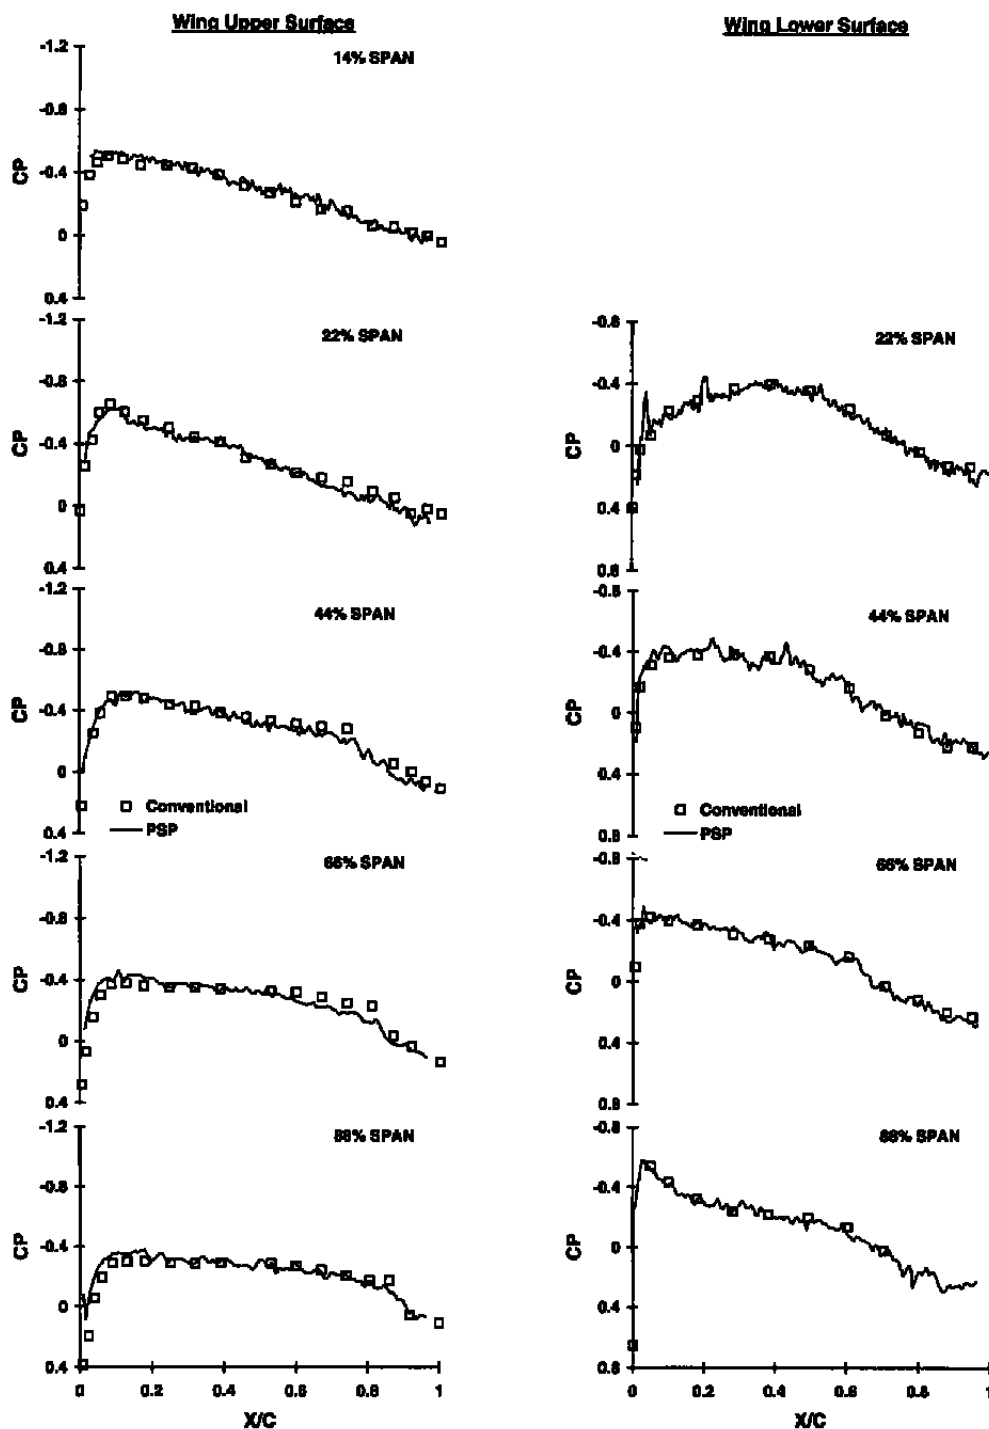 Wing Upper Surface
14% SPAN
-1.2
-0.8
-0.4
0
0.4
CP
22% SPAN
-1.2
-0.8
-0.4
0
0.4
CP
44% SPAN
-1.2
-0.8
-0.4
0
0.4
CP
Conventional
PSP
66% SPAN
-1.2
-0.8
-0.4
0
0.4
CP
88% SPAN
-1.2
-0.8
-0.4
0
0.4
CP
0 0.2 0.4 0.6 0.8 1
X/C
Wing Lower Surface
22% SPAN
-0.8
-0.4
0
0.4
0.8
CP
44% SPAN
-0.8
-0.4
0
0.4
0.8
CP
Conventional
PSP
66% SPAN
-0.8
-0.4
0
0.4
0.8
CP
88% SPAN
-0.8
-0.4
0
0.4
0.8
CP
0 0.2 0.4 0.6 0.8 1
X/C